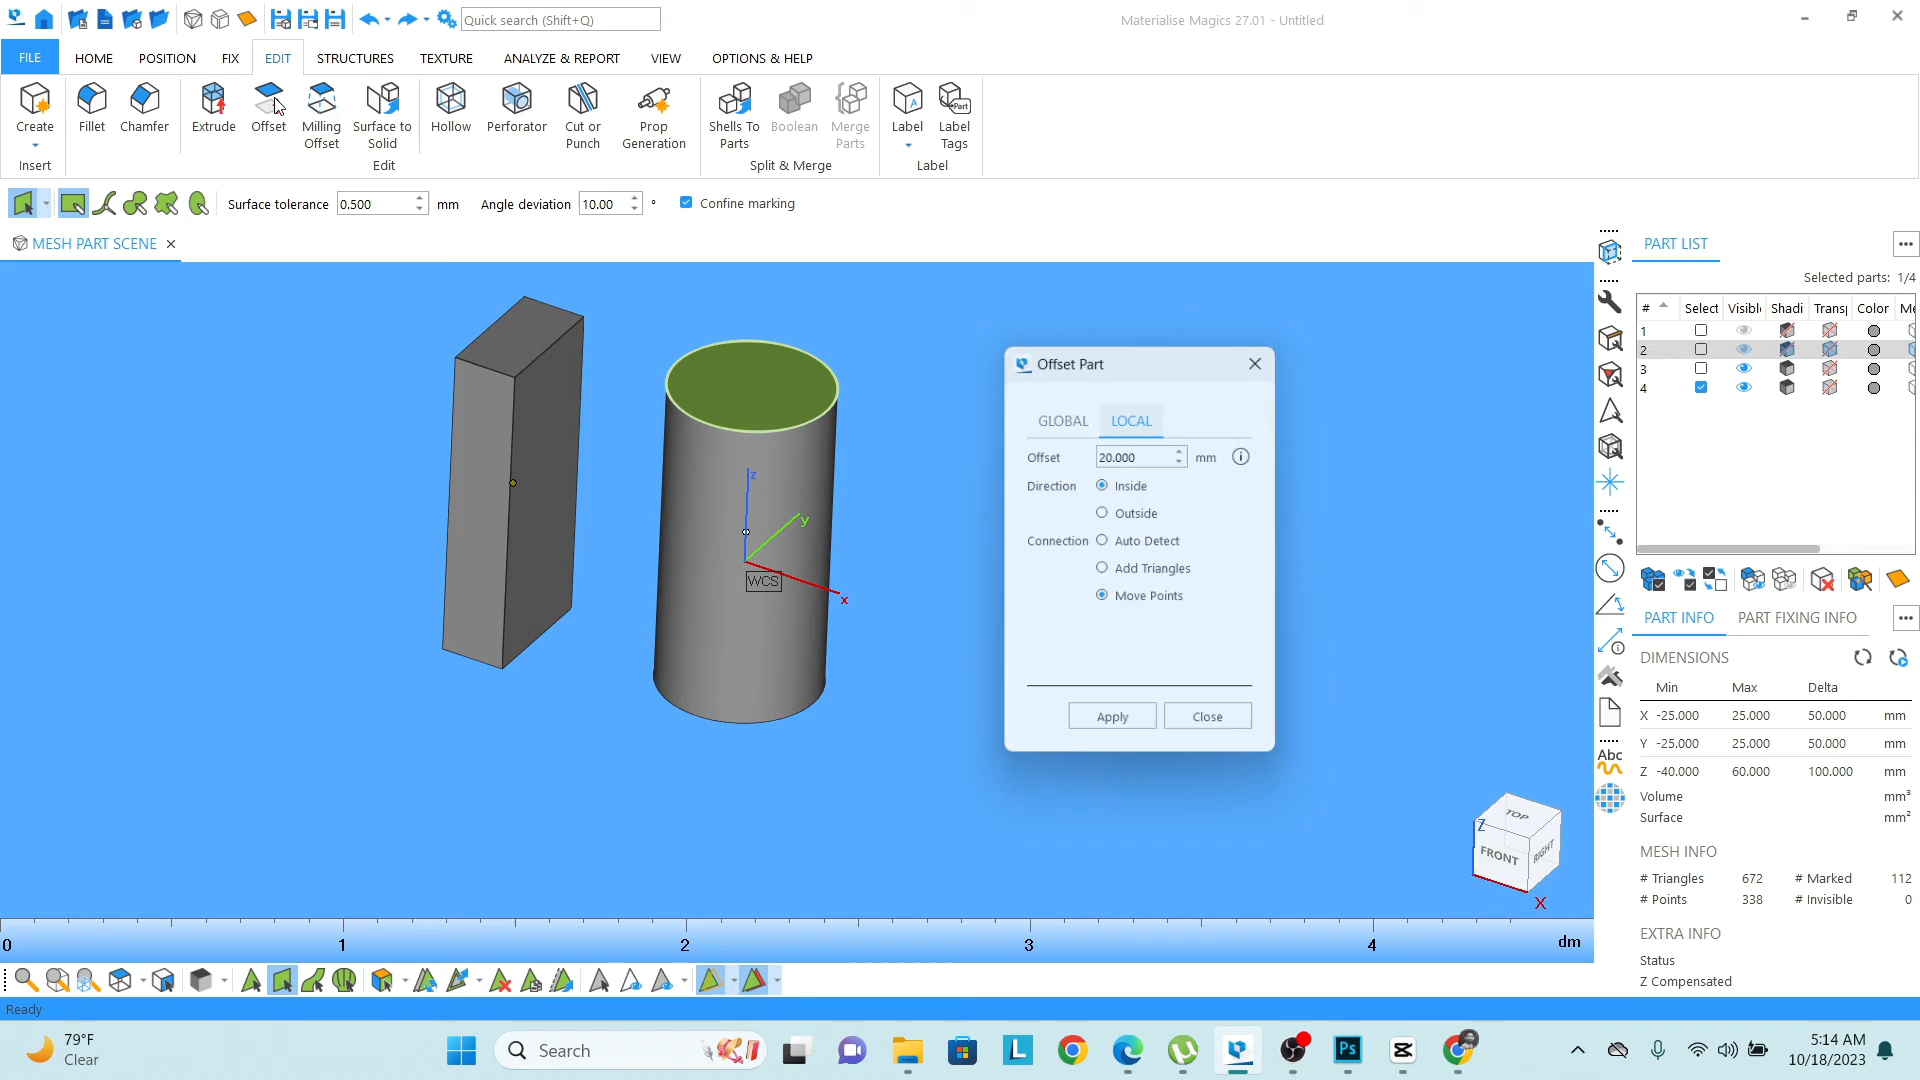 Quick search (Shift+Q)
Materialise Magics 27.01 - Untitled
FILE HOME POSITION FIX EDIT STRUCTURES TEXTURE ANALYZE & REPORT VIEW OPTIONS & HELP
Create Fillet Chamfer Extrude Offset Milling Offset Surface to Solid Hollow Perforator Cut or Punch Prop Generation Shells To Parts Boolean Merge Parts Label Label Tags
Insert Edit Split & Merge Label
Surface tolerance 0.500 mm Angle deviation 10.00 ° Confine marking
MESH PART SCENE
PART LIST
Selected parts: 1/4
# Select Visibl Shadi Trans Color Me
1
2
3
4
Offset Part
GLOBAL LOCAL
Offset 20.000 mm
Direction Inside
Outside
Connection Auto Detect
Add Triangles
Move Points
Apply Close
z
y
x
WCS
PART INFO PART FIXING INFO
DIMENSIONS
Min Max Delta
X -25.000 25.000 50.000 mm
Y -25.000 25.000 50.000 mm
Z -40.000 60.000 100.000 mm
Volume mm³
Surface mm²
MESH INFO
# Triangles 672 # Marked 112
# Points 338 # Invisible 0
EXTRA INFO
Status
Z Compensated
Abc
TOP
Z
FRONT RIGHT
X
0 1 2 3 4 dm
Ready
79°F
Clear
Search
L
Ps
5:14 AM
10/18/2023